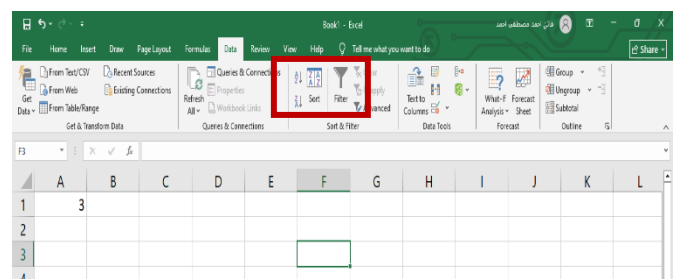 Book1 - Excel
فاتن احمد مصطفى احمد
File Home Insert Draw Page Layout Formulas Data Review View Help Tell me what you want to do Share
Get Data
From Text/CSV
From Web
From Table/Range
Recent Sources
Existing Connections
Get & Transform Data
Refresh All
Queries & Connections
Properties
Workbook Links
Queries & Connections
Sort
Filter
Advanced
Sort & Filter
Text to Columns
Data Tools
What-If Analysis
Forecast Sheet
Forecast
Group
Ungroup
Subtotal
Outline
F3
fx
A B C D E F G H I J K L
1 3
2
3
4